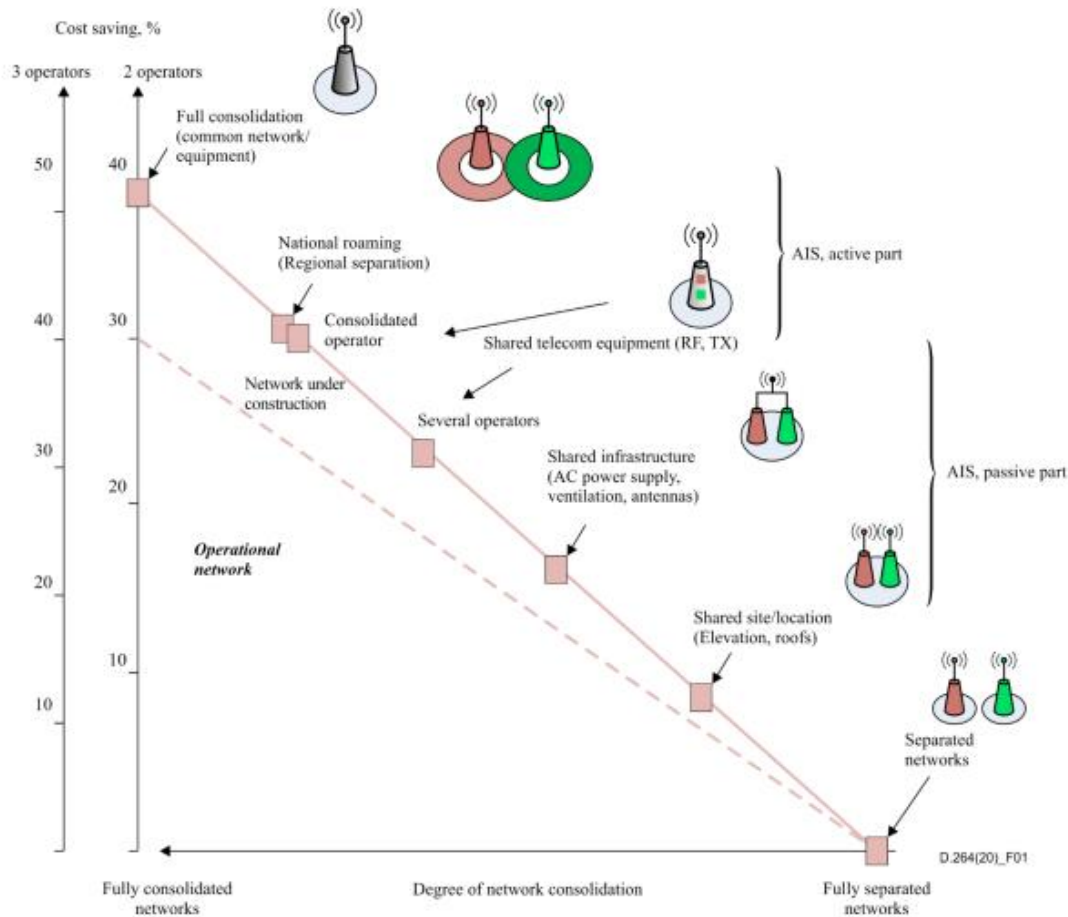 Cost saving, %
3 operators
2 operators
Full consolidation
(common network/
equipment)
50
40
National roaming
(Regional separation)
AIS, active part
Consolidated
operator
40
30
Shared telecom equipment (RF, TX)
Network under
construction
Several operators
Shared infrastructure
(AC power supply,
ventilation, antennas)
30
20
AIS, passive part
Operational
network
20
Shared site/location
(Elevation, roofs)
10
10
Separated
networks
D.264(20)_F01
Fully consolidated
networks
Degree of network consolidation
Fully separated
networks